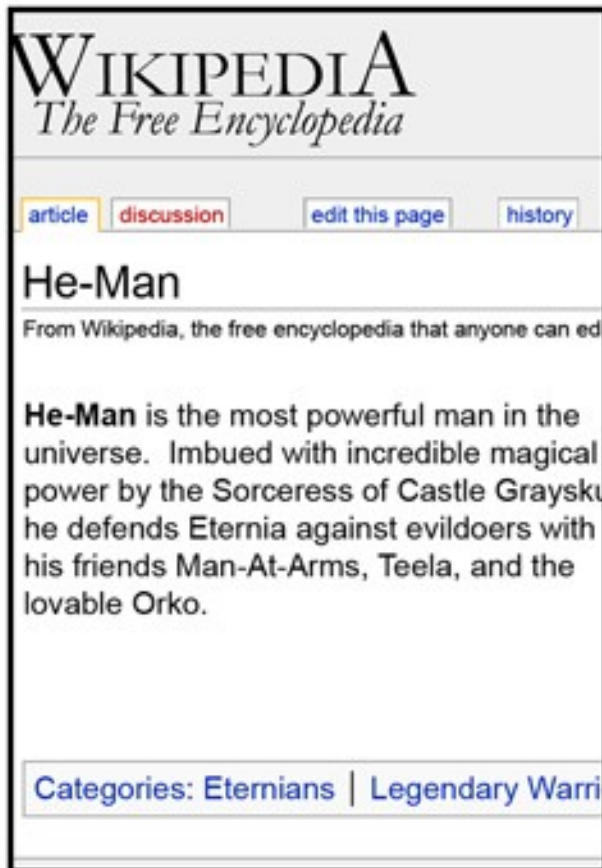 WIKIPEDIA
The Free Encyclopedia
article discussion edit this page history
He-Man
From Wikipedia, the free encyclopedia that anyone can ed
He-Man is the most powerful man in the
universe. Imbued with incredible magical
power by the Sorceress of Castle Graysku
he defends Eternia against evildoers with
his friends Man-At-Arms, Teela, and the
lovable Orko.
Categories: Eternians | Legendary Warri